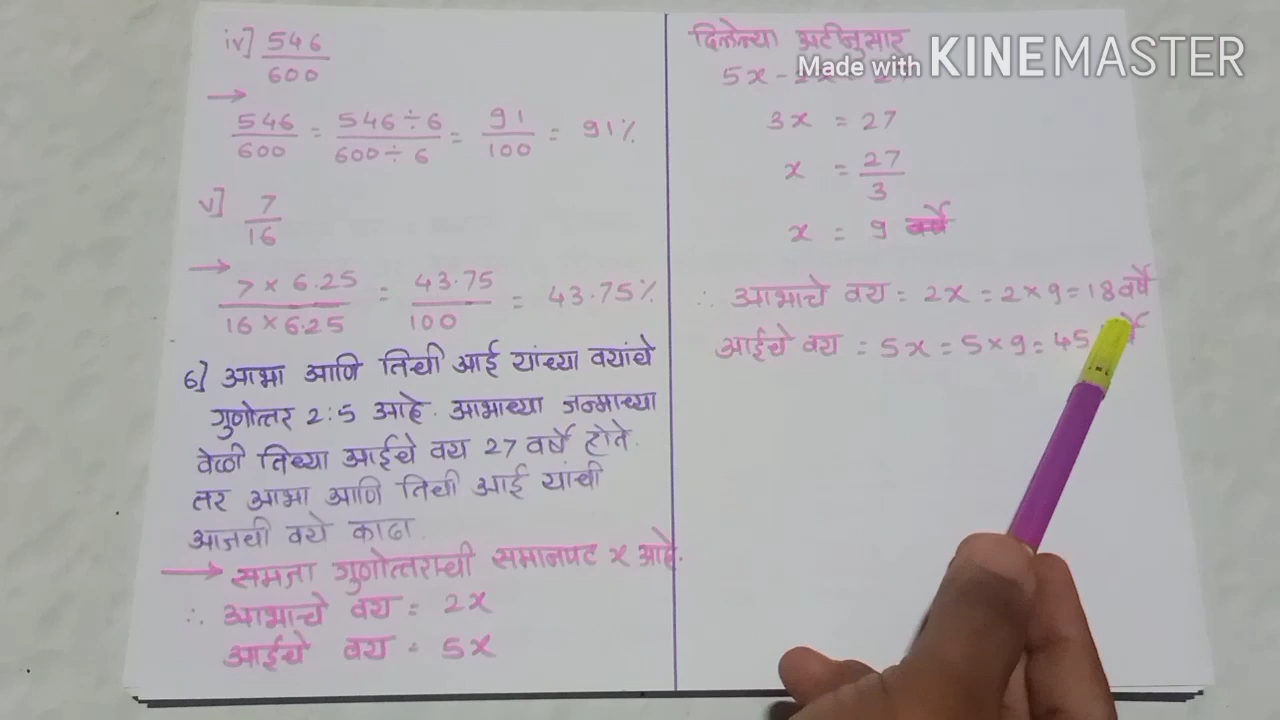 iv] 546/600
→
546/600 = 546÷6/600÷6 = 91/100 = 91%
v] 7/16
→ 7×6.25/16×6.25 = 43.75/100 = 43.75%
6] आभा आणि तिची आई यांच्या वयांचे
गुणोत्तर 2:5 आहे. आभाच्या जन्माच्या
वेळी तिच्या आईचे वय 27 वर्षे होते.
तर आभा आणि तिची आई यांची
आजची वये काढा.
→ समजा गुणोत्तराची समानपट x आहे.
∴ आभाचे वय = 2x
आईचे वय = 5x
दिलेल्या अटीनुसार
5x -
3x = 27
x = 27/3
x = 9
∴ आभाचे वय = 2x = 2×9 = 18 वर्षे
आईचे वय = 5x = 5×9 = 45
Made with KINEMASTER